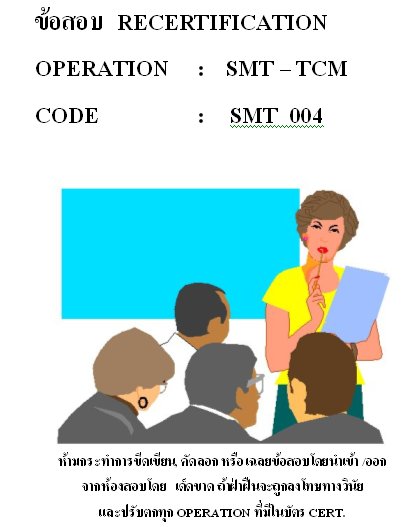 ข้อสอบ RECERTIFICATION
OPERATION : SMT – TCM
CODE : SMT 004
ห้ามกระทำการขีดเขียน, คัดลอก หรือ เฉลยข้อสอบโดยนำเข้า /ออก
จากห้องสอบโดย เด็ดขาด ถ้าฝ่าฝืนจะถูกลงโทษทางวินัย
และปรับตกทุก OPERATION ที่มีในบัตร CERT.